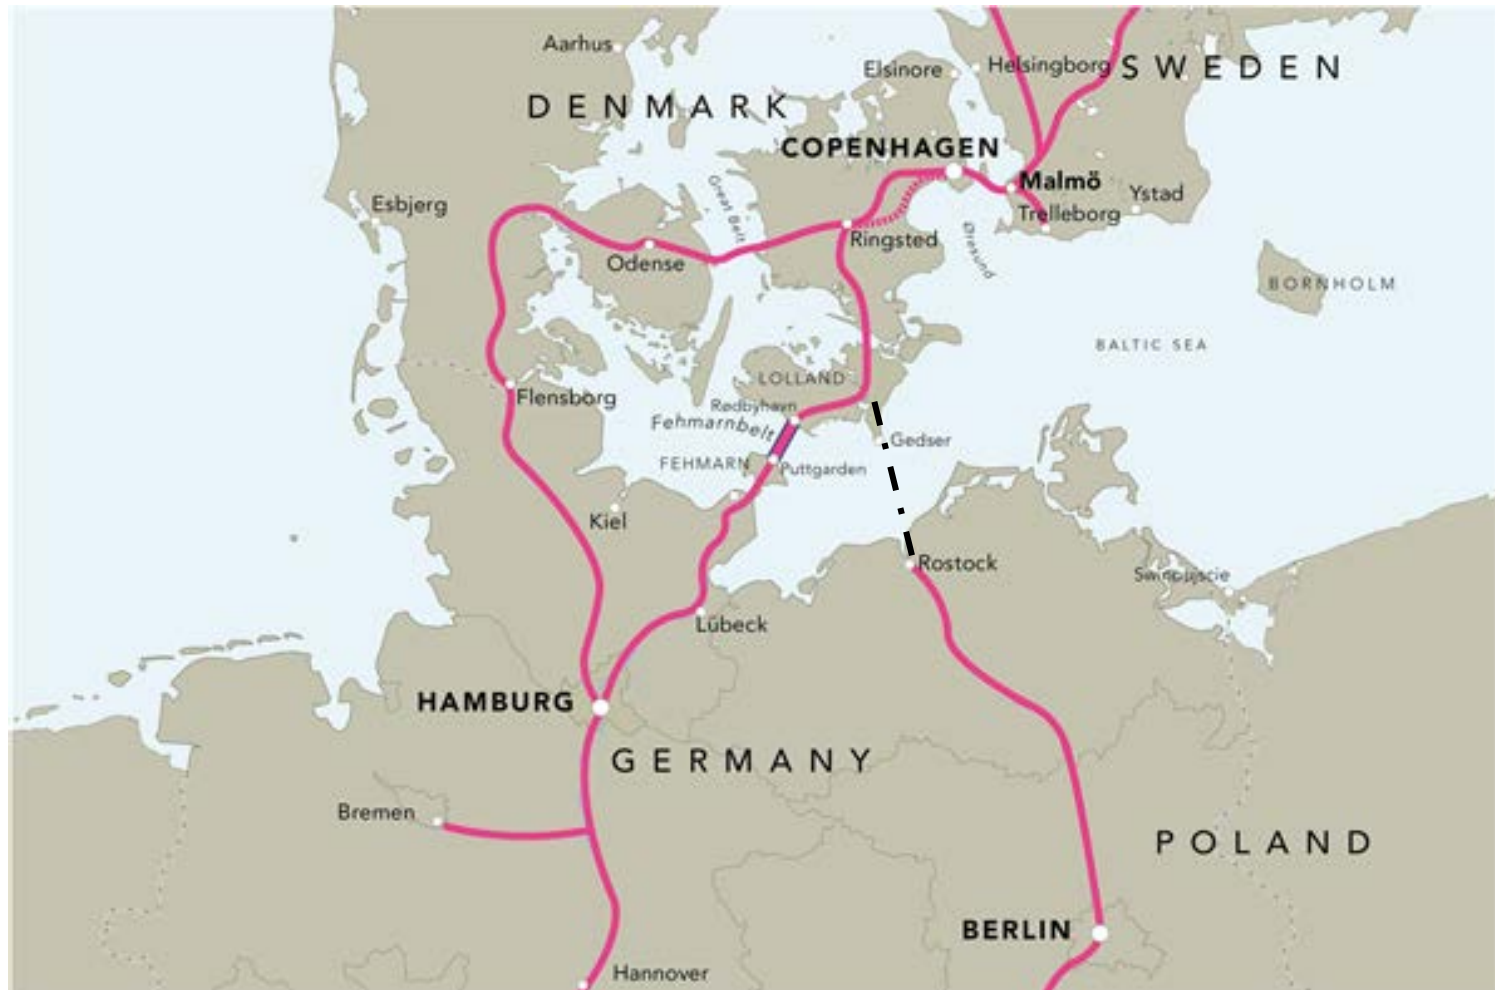 Aarhus
Elsinore
Helsingborg
SWEDEN
DENMARK
COPENHAGEN
Malmö
Ystad
Esbjerg
Great Belt
Trelleborg
Ringsted
Odense
Øresund
BORNHOLM
BALTIC SEA
LOLLAND
Flensborg
Rødbyhavn
Fehmarnbelt
Gedser
FEHMARN
Puttgarden
Kiel
Rostock
Lübeck
HAMBURG
GERMANY
Bremen
POLAND
BERLIN
Hannover